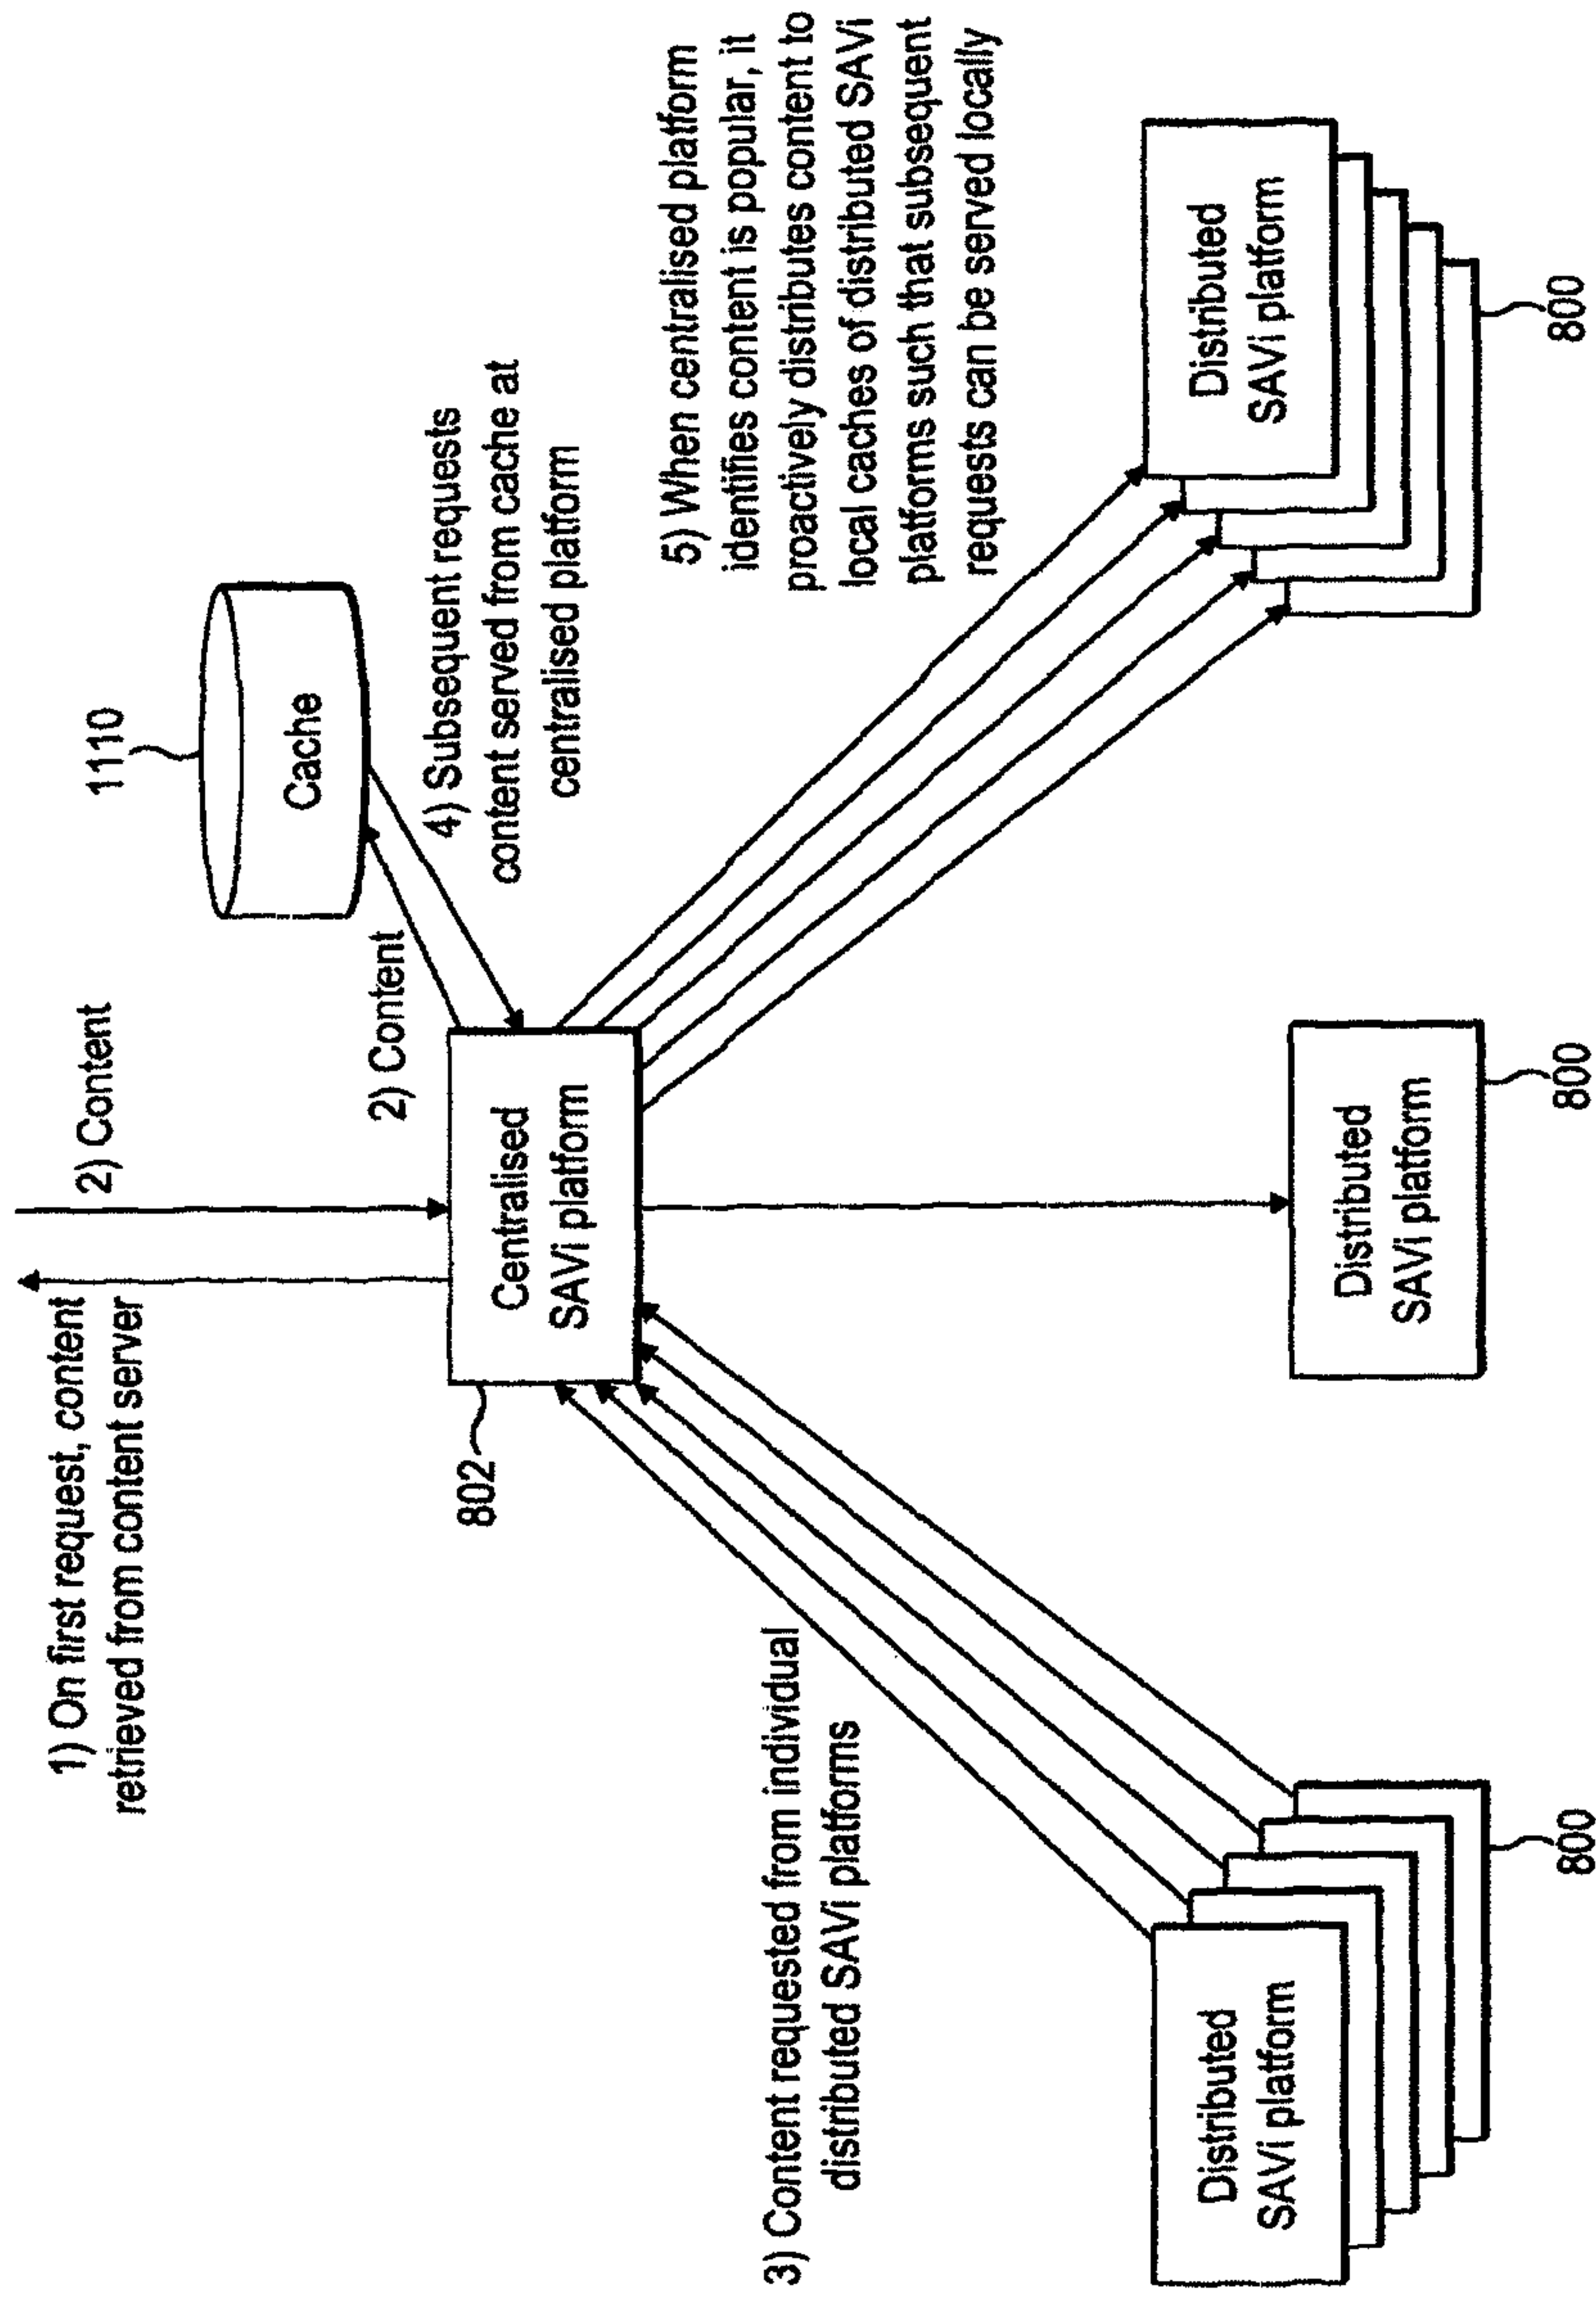 1) On first request, content
retrieved from content server
2) Content
1110
Cache
2) Content
4) Subsequent requests
content served from cache at
centralised platform
802
Centralised
SAVi platform
3) Content requested from individual
distributed SAVi platforms
5) When centralised platform
identifies content is popular, it
proactively distributes content to
local caches of distributed SAVi
platforms such that subsequent
requests can be served locally
Distributed
SAVi platform
800
Distributed
SAVi platform
800
Distributed
SAVi platform
800